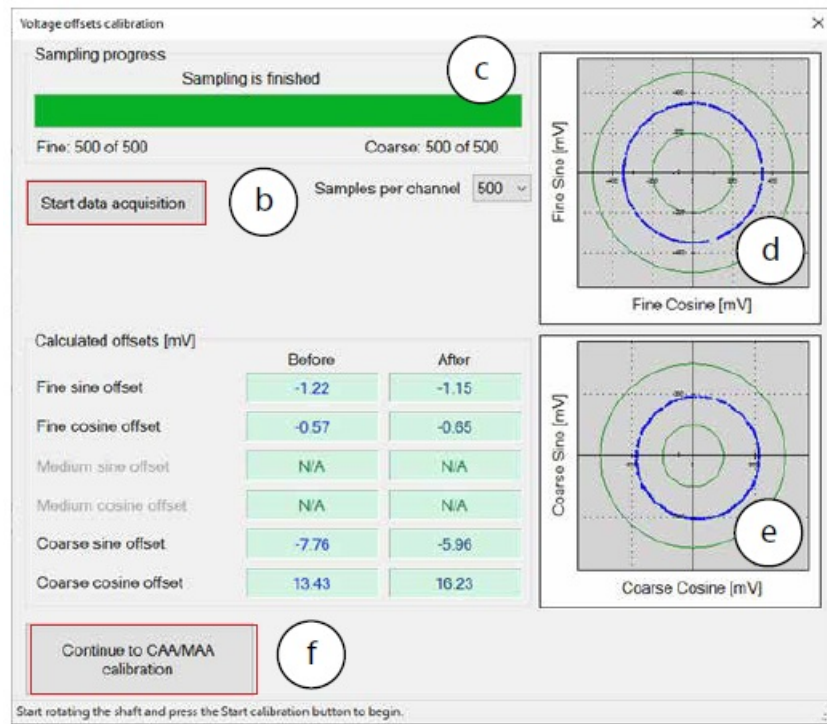 Voltage offsets calibration
Sampling progress
c
Sampling is finished
Fine: 500 of 500 Coarse: 500 of 500
Start data acquisition
b
Samples per channel 500
Fine Sine [mV]
d
Fine Cosine [mV]
Calculated offsets [mV]
Before After
Fine sine offset -1.22 -1.15
Fine cosine offset -0.57 -0.65
Medium sine offset N/A N/A
Medium cosine offset N/A N/A
Coarse sine offset -7.76 -5.96
Coarse cosine offset 13.43 16.23
Coarse Sine [mV]
e
Coarse Cosine [mV]
Continue to CAA/MAA
calibration
f
Start rotating the shaft and press the Start calibration button to begin.